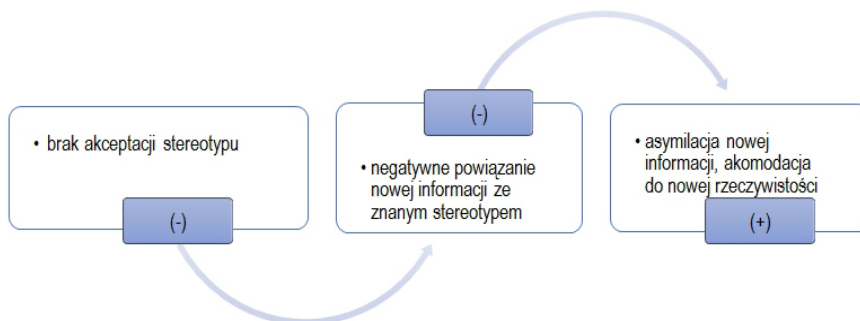 • brak akceptacji stereotypu
(-)
(-)
• negatywne powiązanie
nowej informacji ze
znanym stereotypem
• asymilacja nowej
informacji, akomodacja
do nowej rzeczywistości
(+)